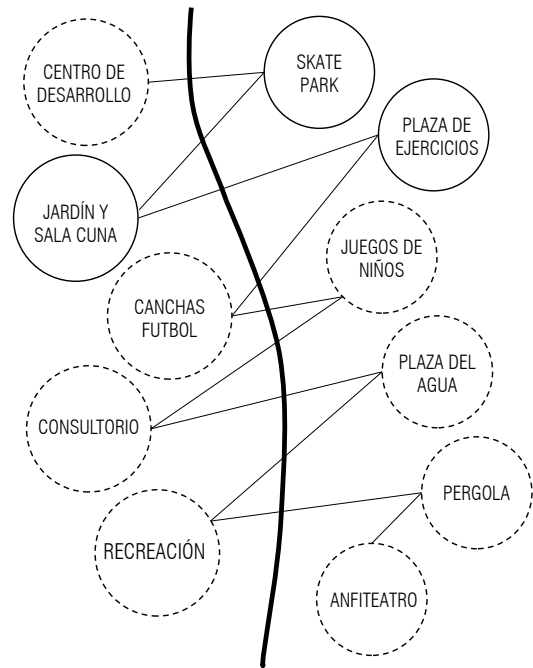 CENTRO DE
DESARROLLO
SKATE
PARK
PLAZA DE
EJERCICIOS
JARDÍN Y
SALA CUNA
JUEGOS DE
NIÑOS
CANCHAS
FUTBOL
PLAZA DEL
AGUA
CONSULTORIO
PERGOLA
RECREACIÓN
ANFITEATRO